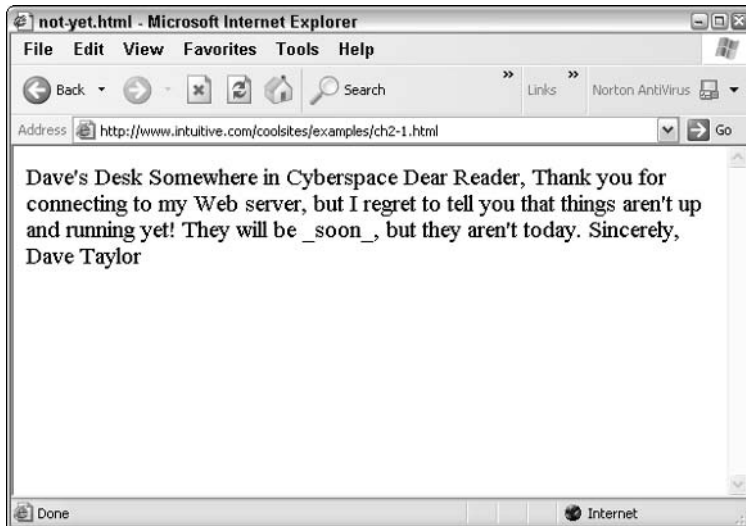 not-yet.html - Microsoft Internet Explorer
File Edit View Favorites Tools Help
Back Search » Links » Norton AntiVirus
Address http://www.intuitive.com/coolsites/examples/ch2-1.html Go
Dave's Desk Somewhere in Cyberspace Dear Reader, Thank you for
connecting to my Web server, but I regret to tell you that things aren't up
and running yet! They will be _soon_, but they aren't today. Sincerely,
Dave Taylor
Done Internet